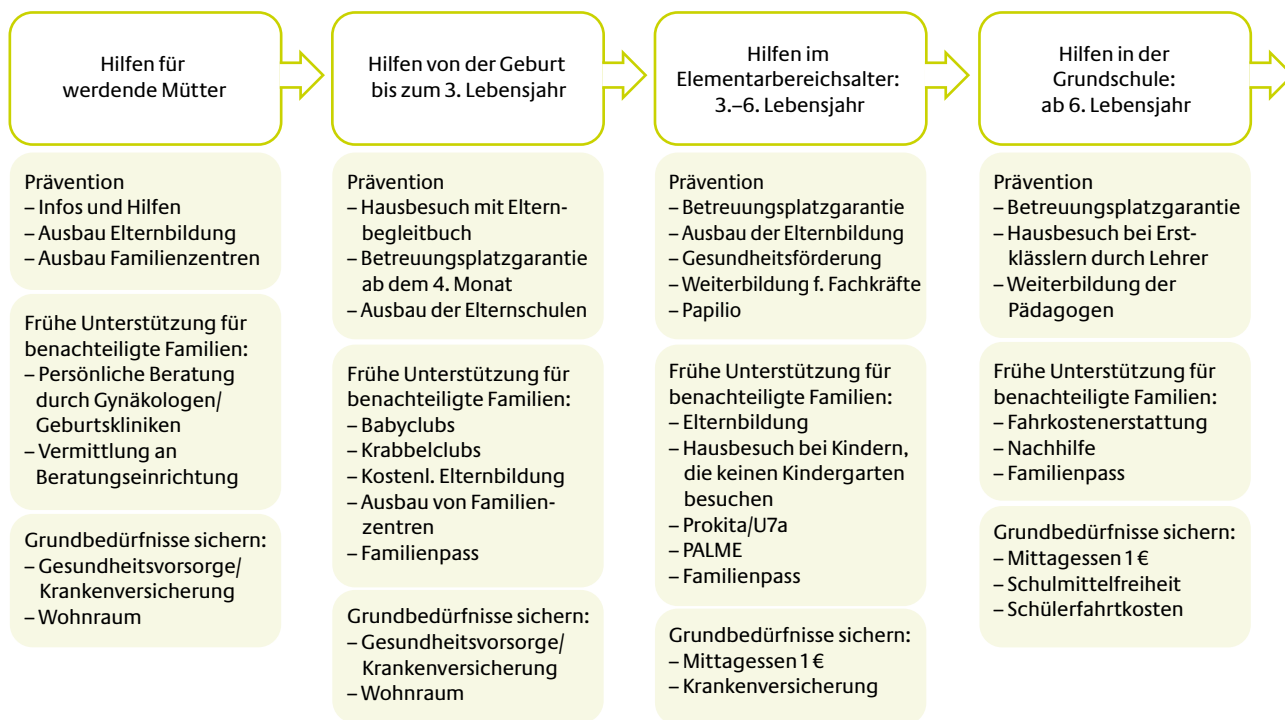 Hilfen für
werdende Mütter
Prävention
– Infos und Hilfen
– Ausbau Elternbildung
– Ausbau Familienzentren
Frühe Unterstützung für
benachteiligte Familien:
– Persönliche Beratung
durch Gynäkologen/
Geburtskliniken
– Vermittlung an
Beratungseinrichtung
Grundbedürfnisse sichern:
– Gesundheitsvorsorge/
Krankenversicherung
– Wohnraum
Hilfen von der Geburt
bis zum 3. Lebensjahr
Prävention
– Hausbesuch mit Eltern-
begleitbuch
– Betreuungsplatzgarantie
ab dem 4. Monat
– Ausbau der Elternschulen
Frühe Unterstützung für
benachteiligte Familien:
– Babyclubs
– Krabbelclubs
– Kostenl. Elternbildung
– Ausbau von Familien-
zentren
– Familienpass
Grundbedürfnisse sichern:
– Gesundheitsvorsorge/
Krankenversicherung
– Wohnraum
Hilfen im
Elementarbereichsalter:
3.–6. Lebensjahr
Prävention
– Betreuungsplatzgarantie
– Ausbau der Elternbildung
– Gesundheitsförderung
– Weiterbildung f. Fachkräfte
– Papilio
Frühe Unterstützung für
benachteiligte Familien:
– Elternbildung
– Hausbesuch bei Kindern,
die keinen Kindergarten
besuchen
– Prokita/U7a
– PALME
– Familienpass
Grundbedürfnisse sichern:
– Mittagessen 1 €
– Krankenversicherung
Hilfen in der
Grundschule:
ab 6. Lebensjahr
Prävention
– Betreuungsplatzgarantie
– Hausbesuch bei Erst-
klässlern durch Lehrer
– Weiterbildung der
Pädagogen
Frühe Unterstützung für
benachteiligte Familien:
– Fahrkostenerstattung
– Nachhilfe
– Familienpass
Grundbedürfnisse sichern:
– Mittagessen 1 €
– Schulmittelfreiheit
– Schülerfahrtkosten